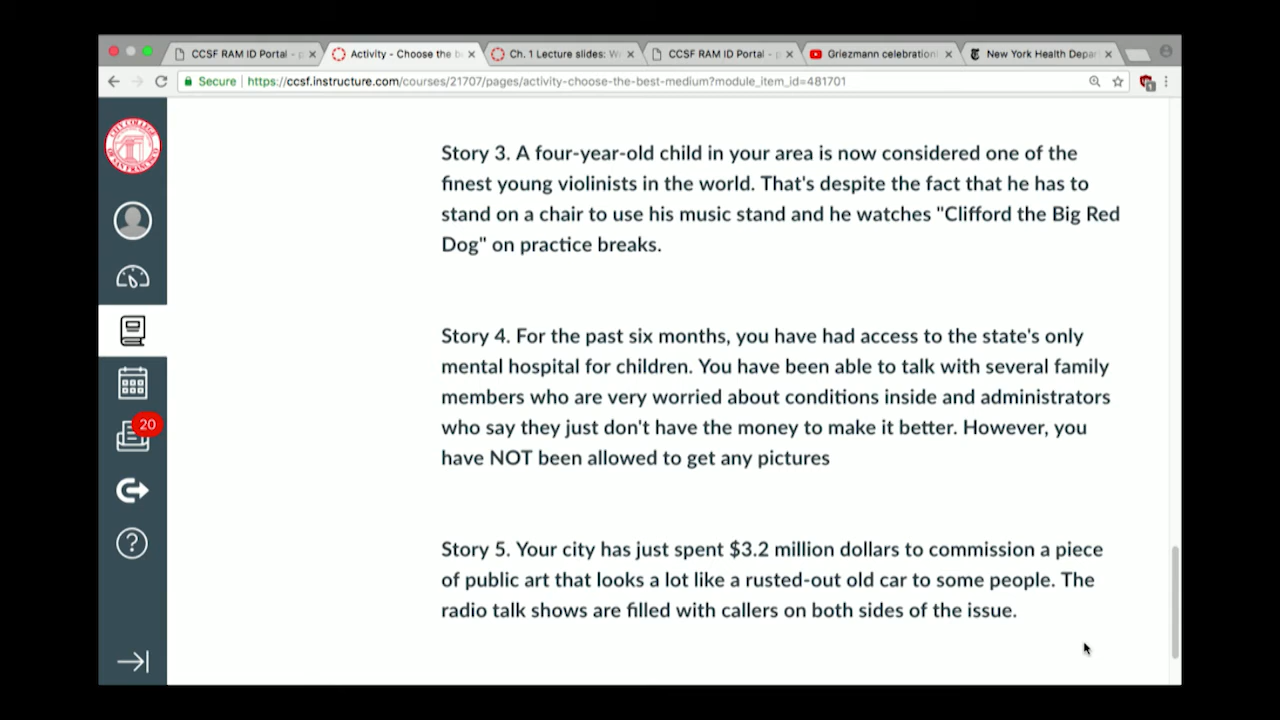 CCSF RAM ID Portal - p
Activity - Choose the b
Ch. 1 Lecture slides: W
CCSF RAM ID Portal - p
Griezmann celebration
New York Health Depar
Secure
https://ccsf.instructure.com/courses/21707/pages/activity-choose-the-best-medium?module_item_id=481701
1
CITY COLLEGE
OF SAN FRANCISCO
20
Story 3. A four-year-old child in your area is now considered one of the
finest young violinists in the world. That's despite the fact that he has to
stand on a chair to use his music stand and he watches "Clifford the Big Red
Dog" on practice breaks.
Story 4. For the past six months, you have had access to the state's only
mental hospital for children. You have been able to talk with several family
members who are very worried about conditions inside and administrators
who say they just don't have the money to make it better. However, you
have NOT been allowed to get any pictures
Story 5. Your city has just spent $3.2 million dollars to commission a piece
of public art that looks a lot like a rusted-out old car to some people. The
radio talk shows are filled with callers on both sides of the issue.